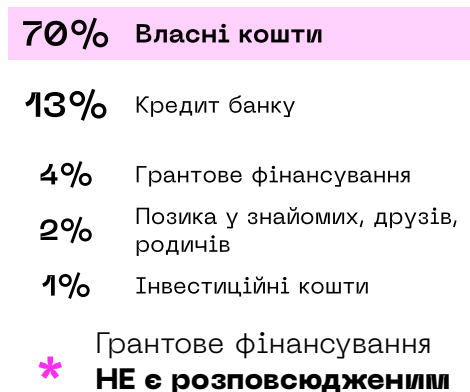 70% Власні кошти
13% Кредит банку
4% Грантове фінансування
2% Позика у знайомих, друзів,
родичів
1% Інвестиційні кошти
Грантове фінансування
* НЕ є розповсюдженим